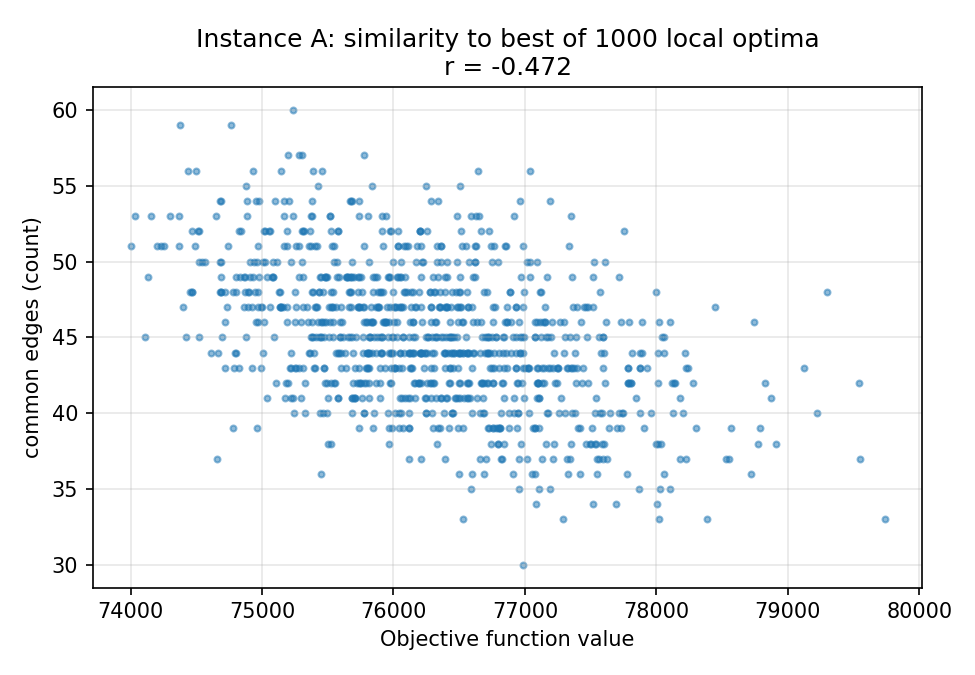 Instance A: similarity to best of 1000 local optima
r = -0.472
60
55
50
45
40
35
30
common edges (count)
74000 75000 76000 77000 78000 79000 80000
Objective function value